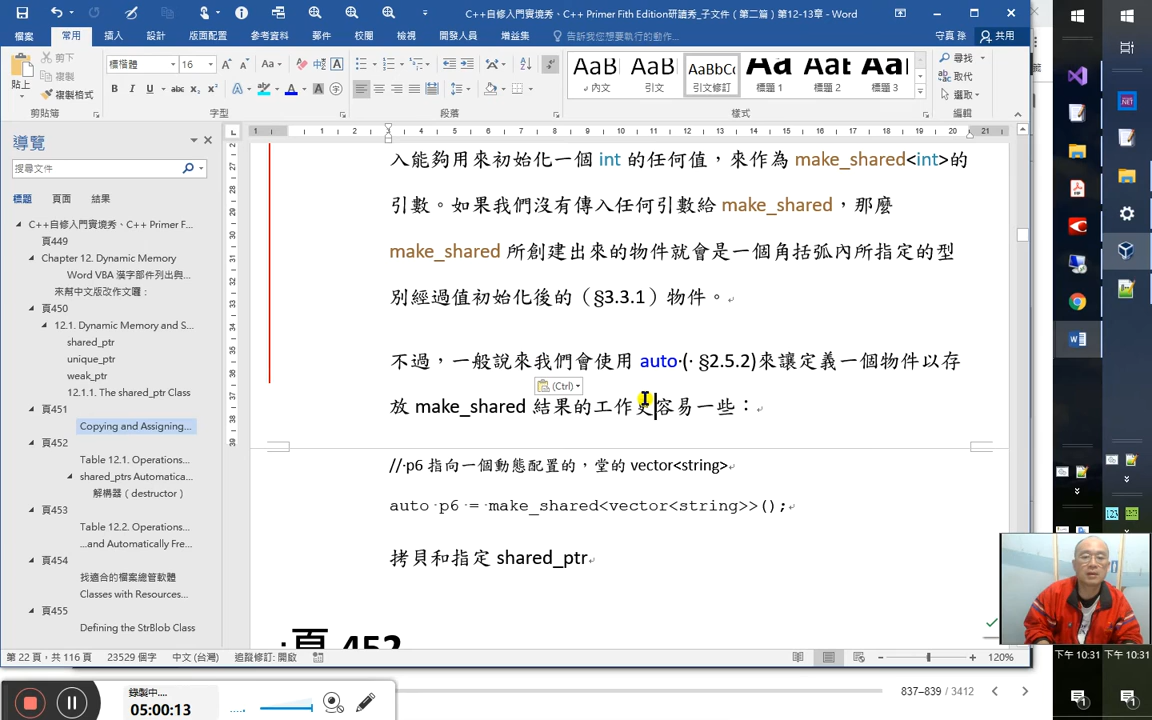 C++自修入門實境秀、C++ Primer Fith Edition研讀秀_子文件（第二篇）第12-13章 - Word
檔案 常用 插入 設計 版面配置 參考資料 郵件 校閱 檢視 開發人員 增益集 告訴我您想要執行的動作... 守真 孫 共用
貼上
剪下
複製
複製格式
剪貼簿
標楷體 16
字型
段落
AaB 內文
AaB 引文
AaBbCc 引文修訂
Aa 標題 1
Aal 標題 2
Aa 標題 3
樣式
尋找
取代
選取
編輯
導覽
搜尋文件
標題 頁面 結果
C++自修入門實境秀、C++ Primer F...
頁449
Chapter 12. Dynamic Memory
Word VBA 漢字部件列出與...
來幫中文版改作文囉：
頁450
12.1. Dynamic Memory and S...
shared_ptr
unique_ptr
weak_ptr
12.1.1. The shared_ptr Class
頁451
Copying and Assigning...
頁452
Table 12.1. Operations...
shared_ptrs Automatica...
解構器（destructor）
頁453
Table 12.2. Operations...
...and Automatically Fre...
頁454
找適合的檔案總管軟體
Classes with Resources...
頁455
Defining the StrBlob Class
入能夠用來初始化一個 int 的任何值，來作為 make_shared<int>的
引數。如果我們沒有傳入任何引數給 make_shared，那麼
make_shared 所創建出來的物件就會是一個角括弧內所指定的型
別經過值初始化後的（§3.3.1）物件。
不過，一般說來我們會使用 auto (· §2.5.2)來讓定義一個物件以存
(Ctrl)
放 make_shared 結果的工作更容易一些：
// p6 指向一個動態配置的，堂的 vector<string>
auto p6 = make_shared<vector<string>>();
拷貝和指定 shared_ptr
頁 452
第 22 頁，共 116 頁 23529 個字 中文 (台灣) 追蹤修訂: 開啟 120%
錄製中....
05:00:13
837–839 / 3412
下午 10:31 下午 10:31